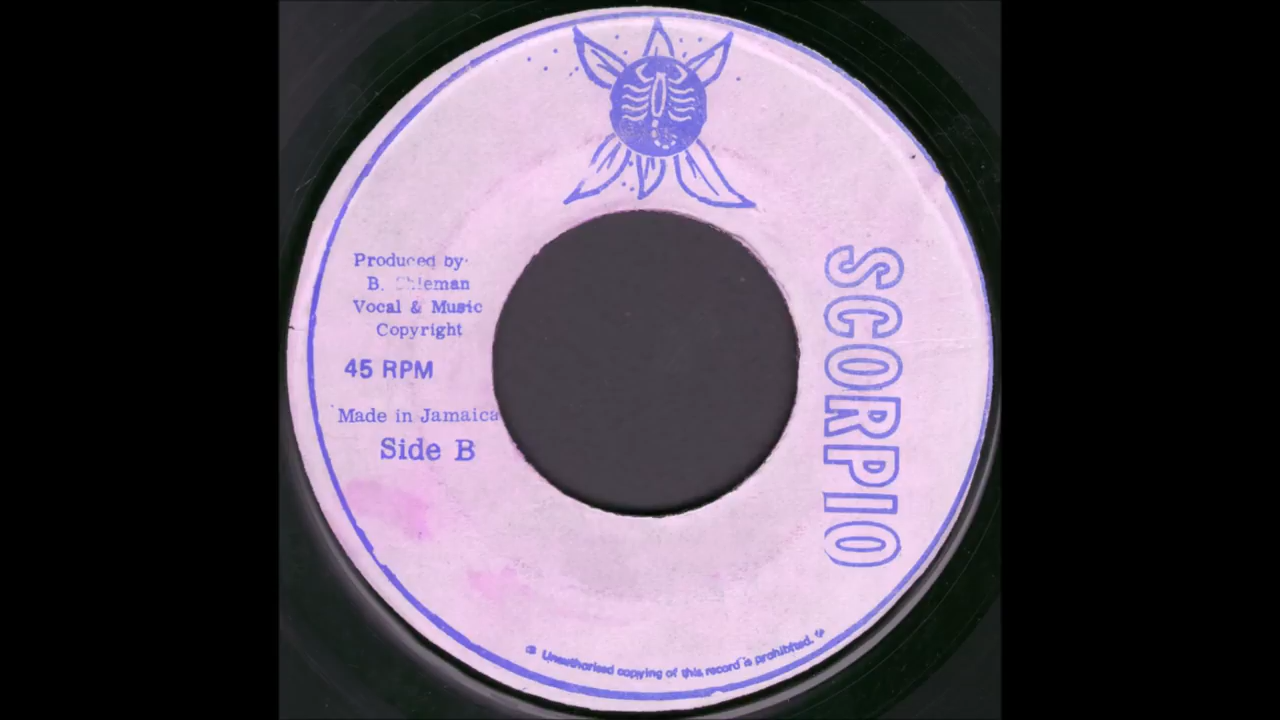 Produced by
B.
Vocal & Music
Copyright
45 RPM
Made in Jamaica
Side B
SCORPIO
Unauthorised copying of this record is prohibited.